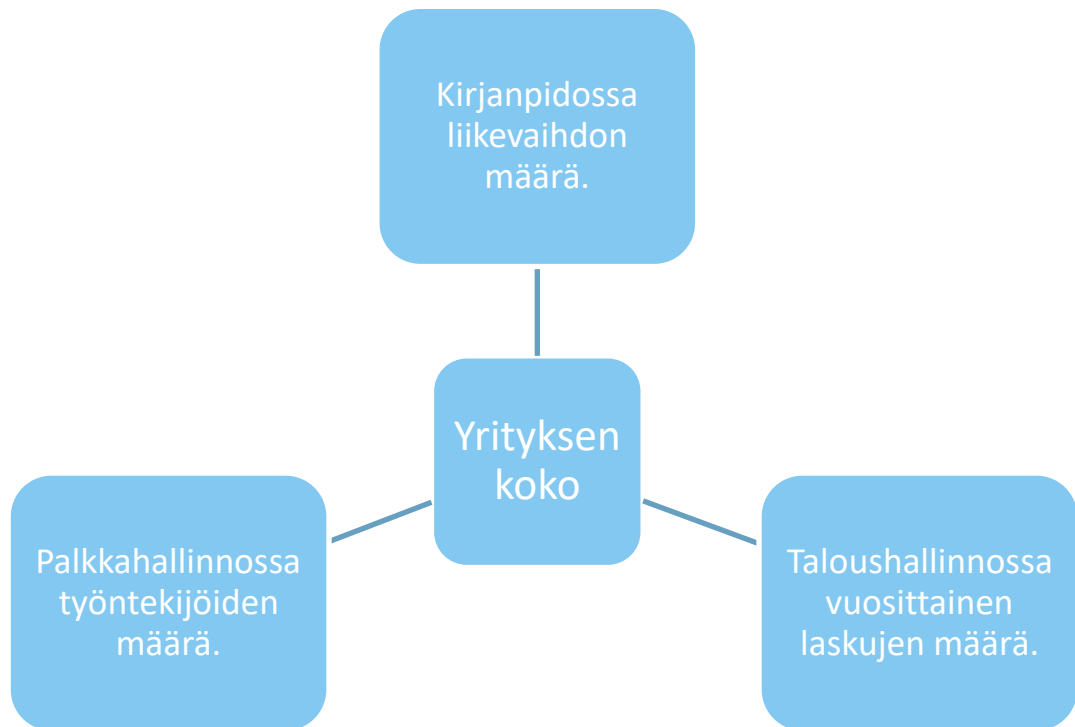 Kirjanpidossa
liikevaihdon
määrä.
Yrityksen
koko
Palkkahallinnossa
työntekijöiden
määrä.
Taloushallinnossa
vuosittainen
laskujen määrä.